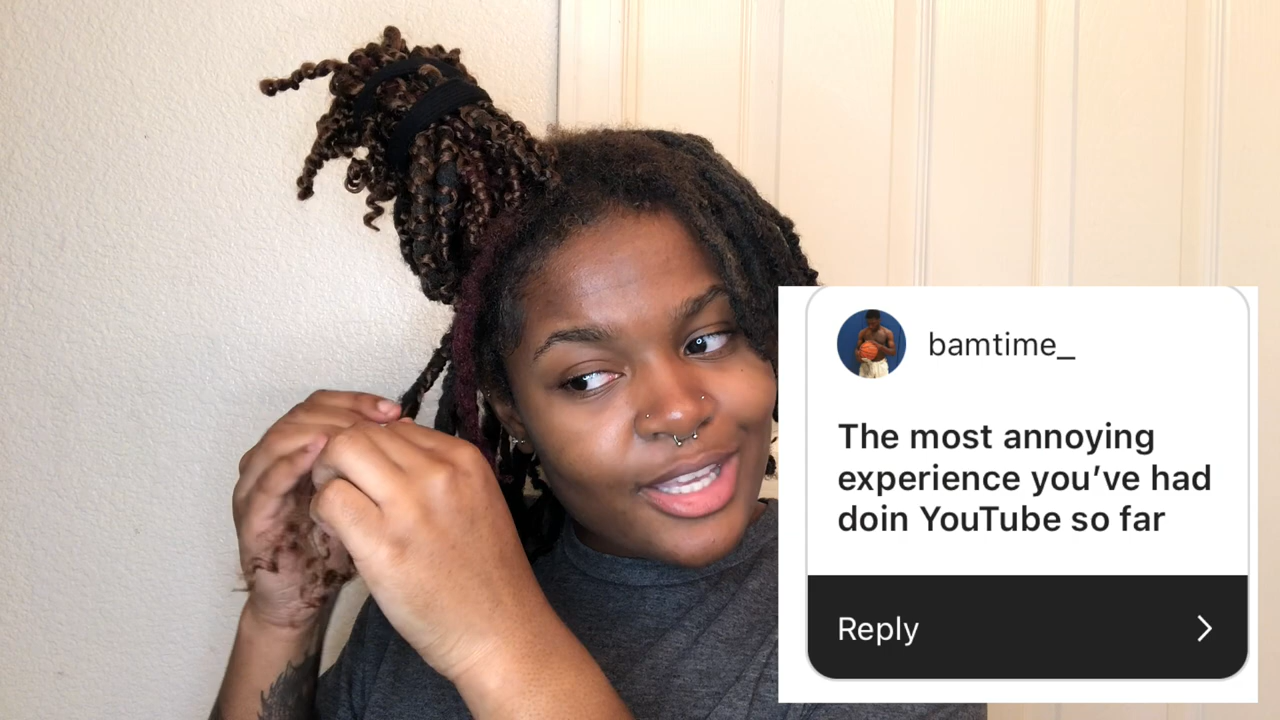 bamtime_
The most annoying
experience you’ve had
doin YouTube so far
Reply